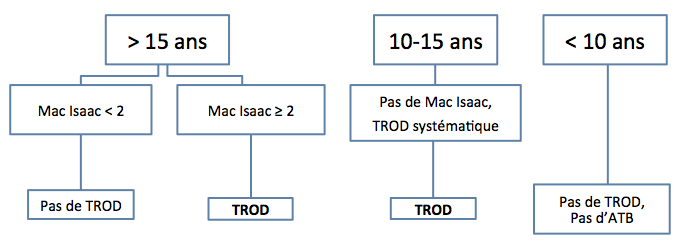 > 15 ans
10-15 ans
< 10 ans
Mac Isaac < 2
Mac Isaac ≥ 2
Pas de Mac Isaac,
TROD systématique
Pas de TROD
TROD
TROD
Pas de TROD,
Pas d'ATB